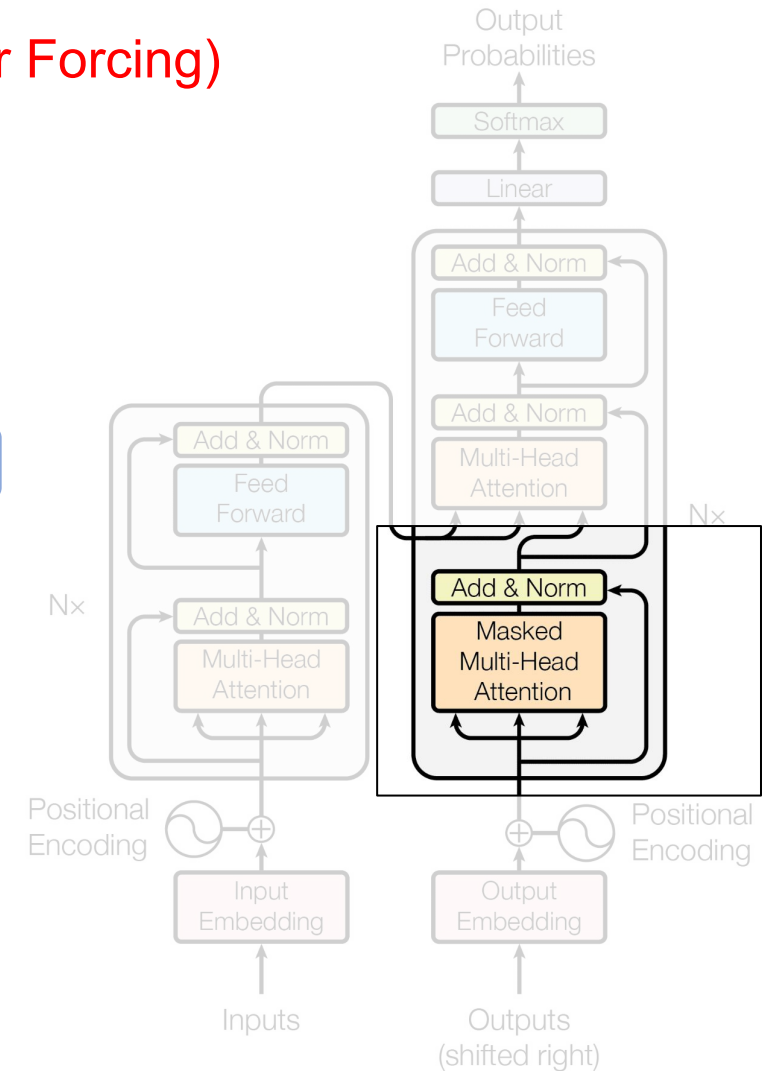 r Forcing)
Output
Probabilities
Softmax
Linear
Add & Norm
Feed
Forward
Add & Norm
Multi-Head
Attention
Nx
Add & Norm
Masked
Multi-Head
Attention
Add & Norm
Feed
Forward
Nx
Add & Norm
Multi-Head
Attention
Positional
Encoding
Positional
Encoding
Input
Embedding
Output
Embedding
Inputs
Outputs
(shifted right)